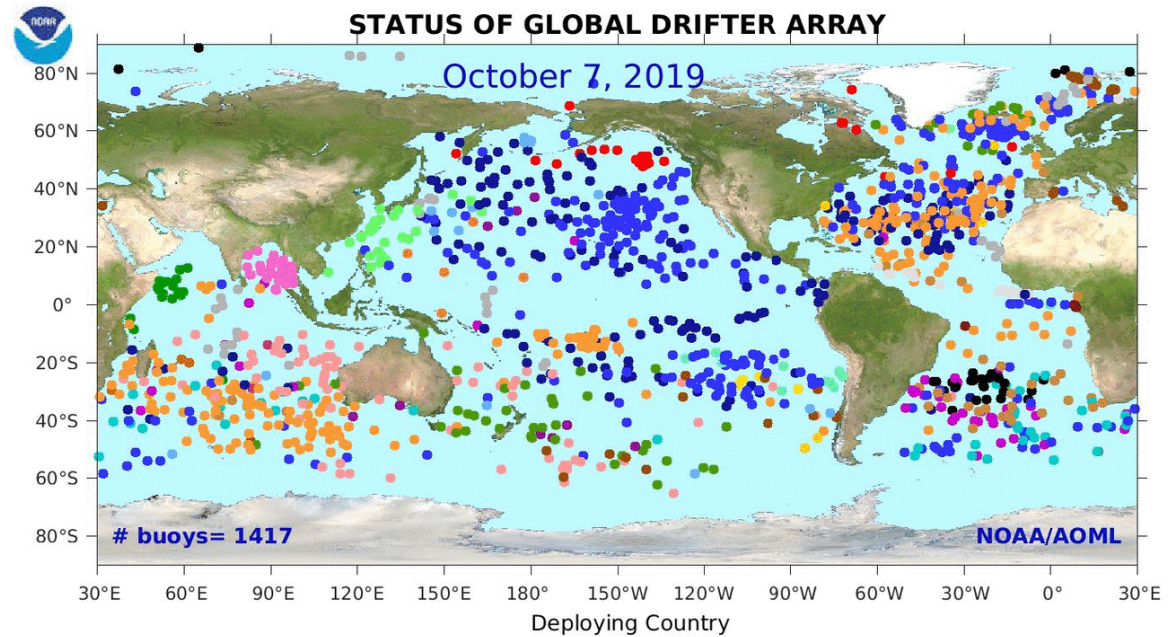 STATUS OF GLOBAL DRIFTER ARRAY
NOAA
October 7, 2019
80°N
60°N
40°N
20°N
0°
20°S
40°S
60°S
80°S
# buoys= 1417
NOAA/AOML
30°E 60°E 90°E 120°E 150°E 180° 150°W 120°W 90°W 60°W 30°W 0° 30°E
Deploying Country